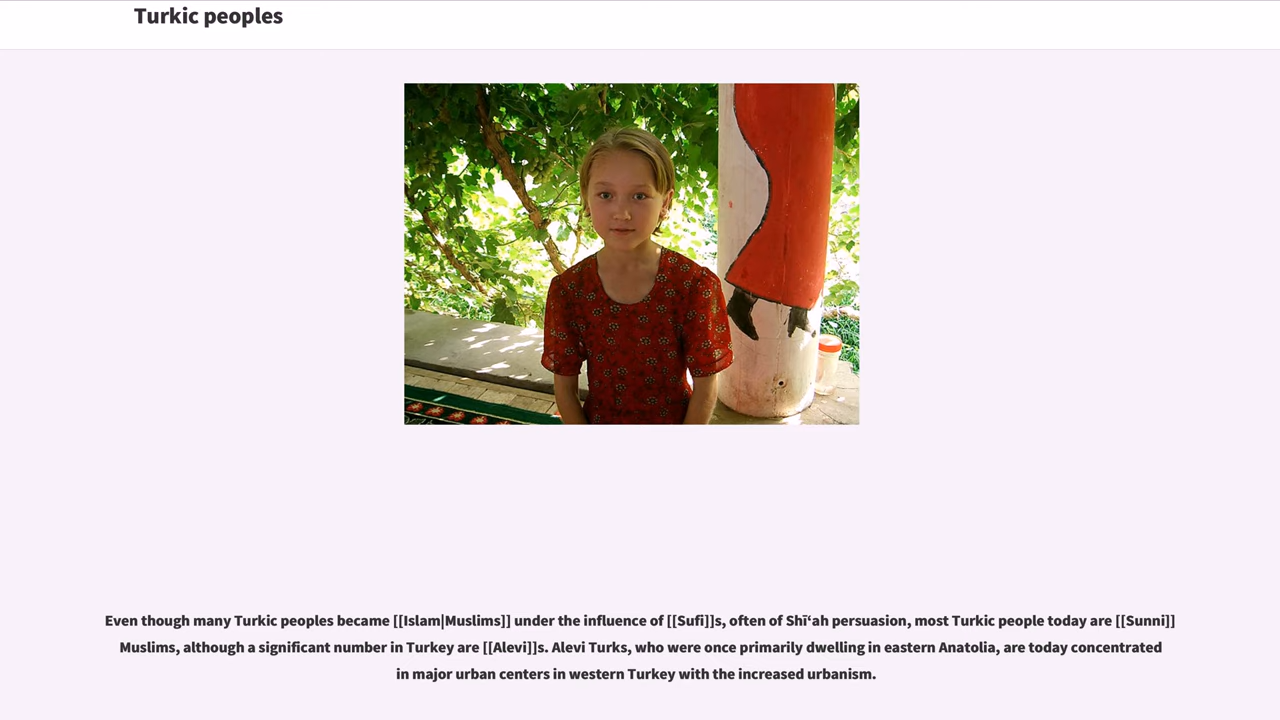 Turkic peoples
Even though many Turkic peoples became [[Islam|Muslims]] under the influence of [[Sufi]]s, often of Shīʻah persuasion, most Turkic people today are [[Sunni]]
Muslims, although a significant number in Turkey are [[Alevi]]s. Alevi Turks, who were once primarily dwelling in eastern Anatolia, are today concentrated
in major urban centers in western Turkey with the increased urbanism.